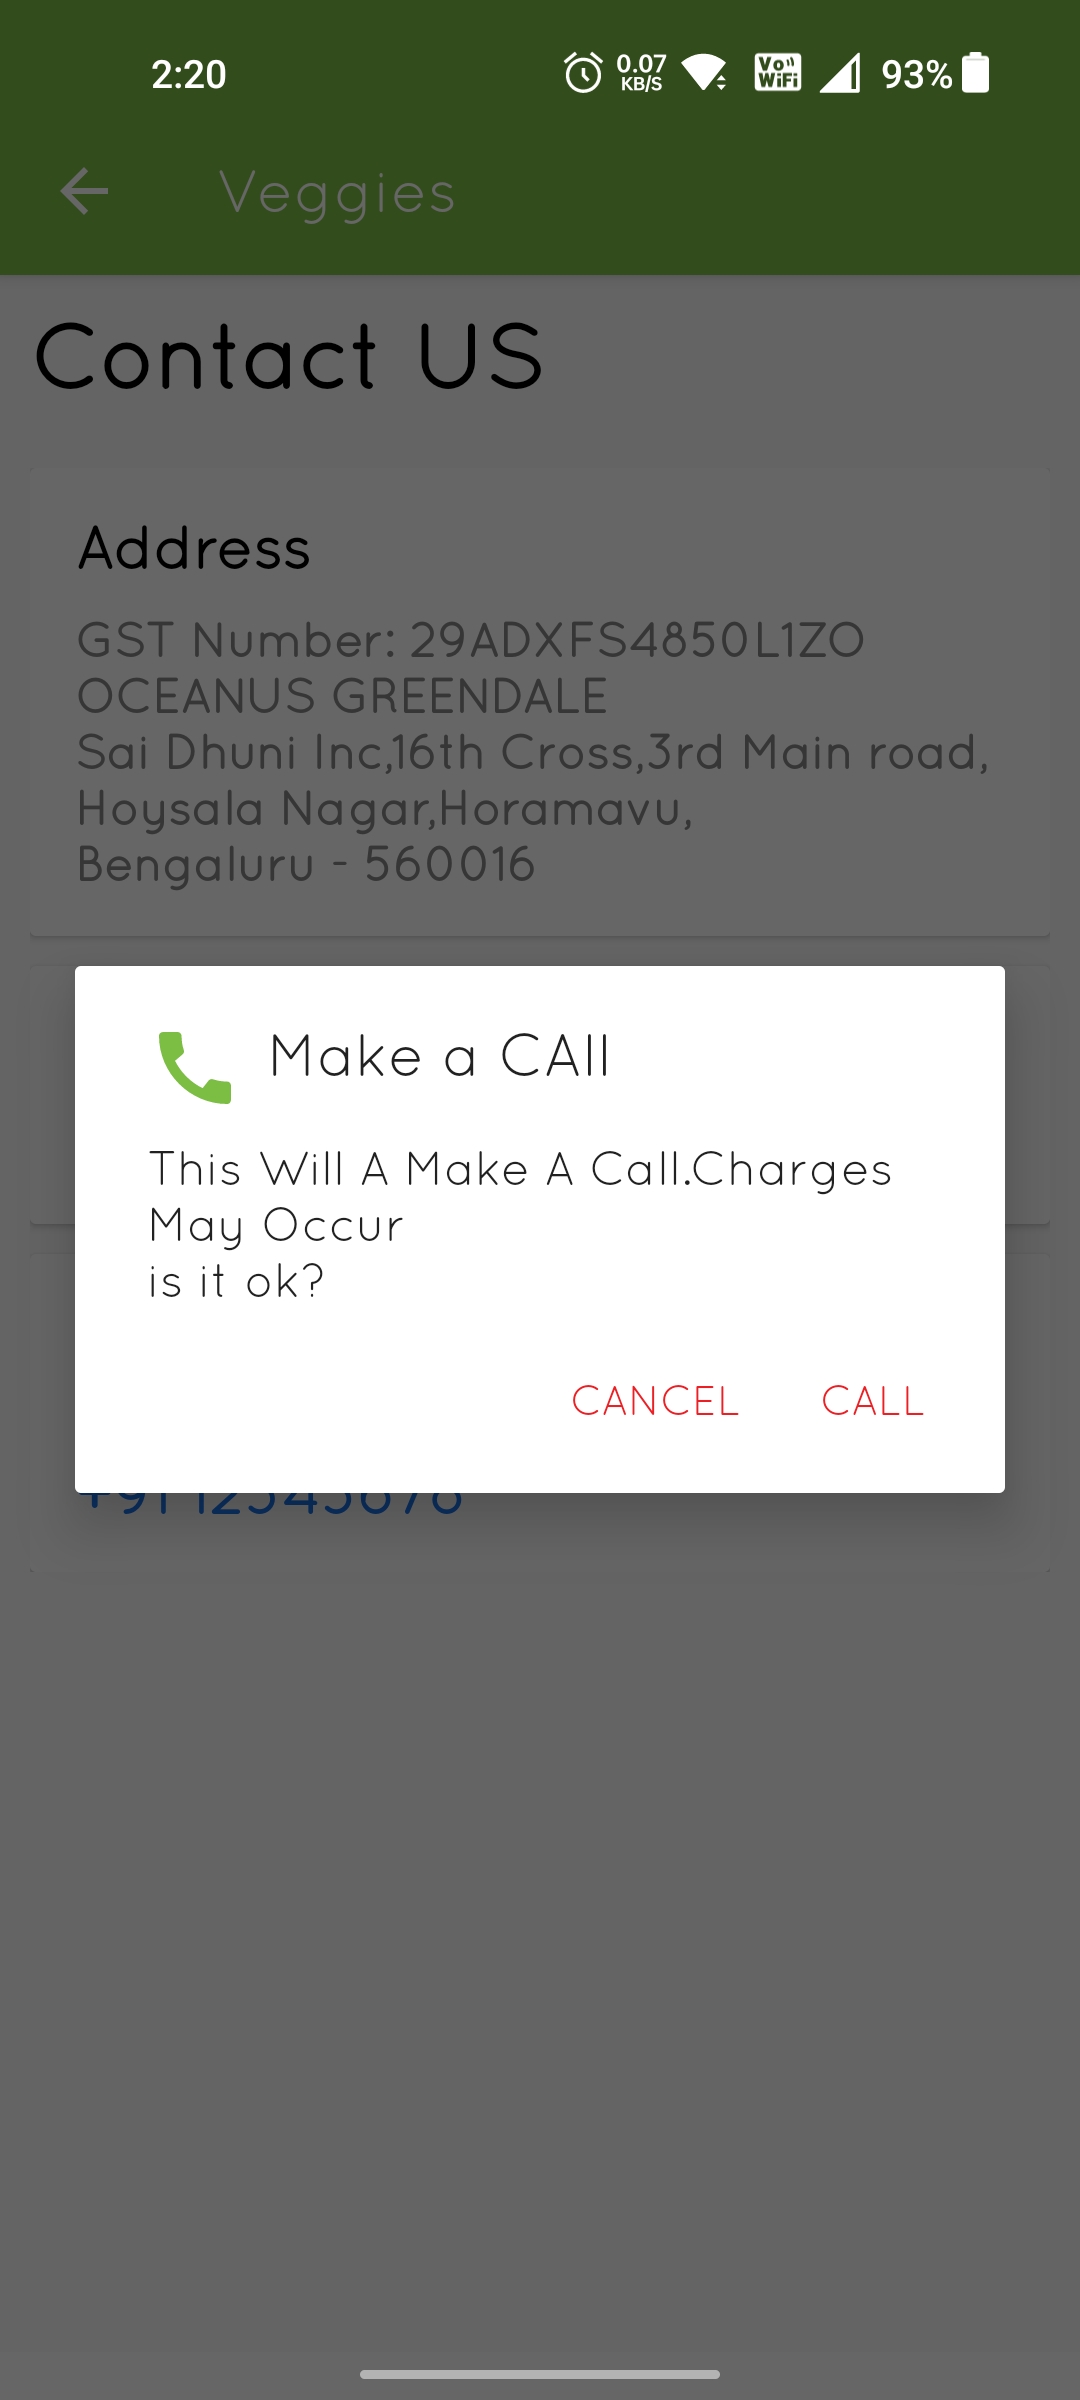 2:20
0.07
KB/S
Vo
WiFi
93%
Veggies
Contact US
Address
GST Number: 29ADXFS4850L1ZO
OCEANUS GREENDALE
Sai Dhuni Inc,16th Cross,3rd Main road,
Hoysala Nagar,Horamavu,
Bengaluru - 560016
Make a CAll
This Will A Make A Call.Charges
May Occur
is it ok?
CANCEL
CALL